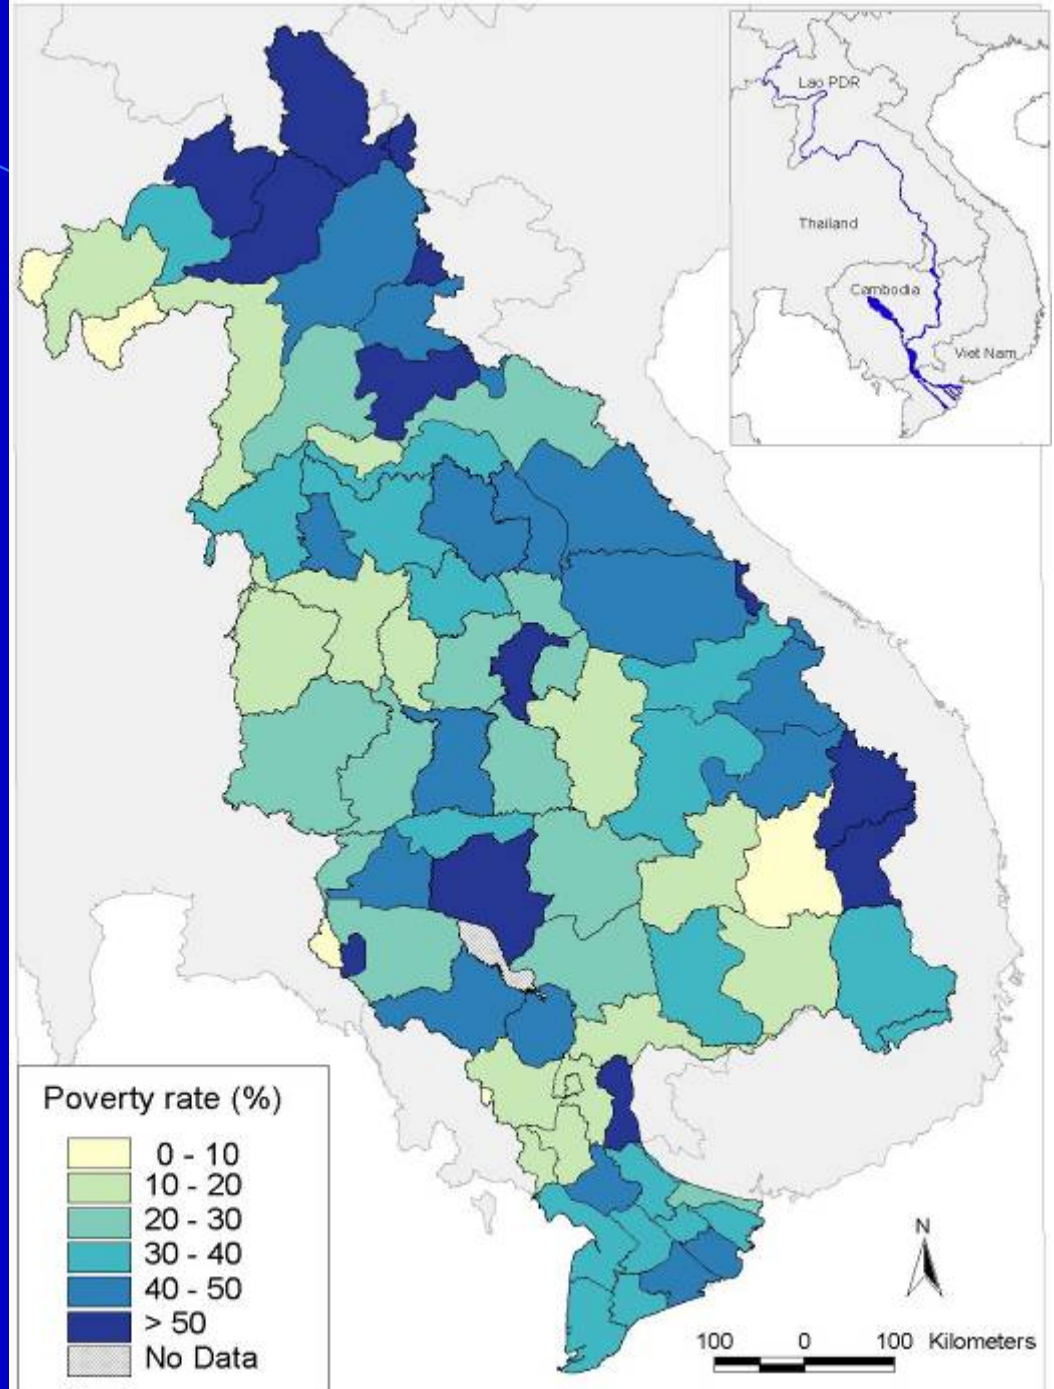 Lao PDR
Thailand
Cambodia
Viet Nam
Poverty rate (%)
0 - 10
10 - 20
20 - 30
30 - 40
40 - 50
> 50
No Data
N
100 0 100 Kilometers